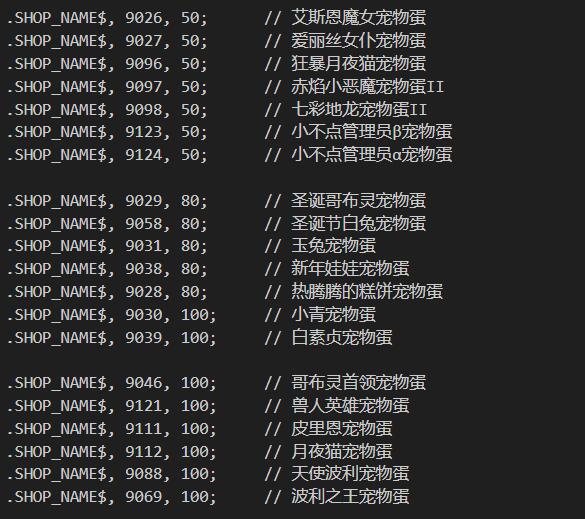 .SHOP_NAME$, 9026, 50; // 艾斯恩魔女宠物蛋
.SHOP_NAME$, 9027, 50; // 爱丽丝女仆宠物蛋
.SHOP_NAME$, 9096, 50; // 狂暴月夜猫宠物蛋
.SHOP_NAME$, 9097, 50; // 赤焰小恶魔宠物蛋II
.SHOP_NAME$, 9098, 50; // 七彩地龙宠物蛋II
.SHOP_NAME$, 9123, 50; // 小不点管理员β宠物蛋
.SHOP_NAME$, 9124, 50; // 小不点管理员α宠物蛋
.SHOP_NAME$, 9029, 80; // 圣诞哥布灵宠物蛋
.SHOP_NAME$, 9058, 80; // 圣诞节白兔宠物蛋
.SHOP_NAME$, 9031, 80; // 玉兔宠物蛋
.SHOP_NAME$, 9038, 80; // 新年娃娃宠物蛋
.SHOP_NAME$, 9028, 80; // 热腾腾的糕饼宠物蛋
.SHOP_NAME$, 9030, 100; // 小青宠物蛋
.SHOP_NAME$, 9039, 100; // 白素贞宠物蛋
.SHOP_NAME$, 9046, 100; // 哥布灵首领宠物蛋
.SHOP_NAME$, 9121, 100; // 兽人英雄宠物蛋
.SHOP_NAME$, 9111, 100; // 皮里恩宠物蛋
.SHOP_NAME$, 9112, 100; // 月夜猫宠物蛋
.SHOP_NAME$, 9088, 100; // 天使波利宠物蛋
.SHOP_NAME$, 9069, 100; // 波利之王宠物蛋